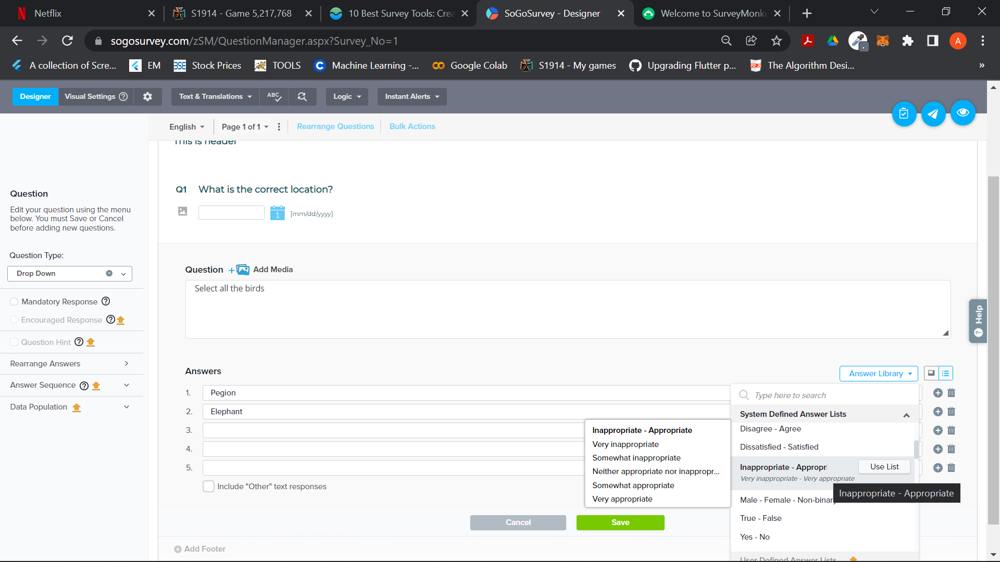 Netflix
S1914 - Game 5,217,768
10 Best Survey Tools: Crea
SoGoSurvey - Designer
Welcome to SurveyMonke
sogosurvey.com/zSM/QuestionManager.aspx?Survey_No=1
A
A collection of Scre...
EM
BSE
Stock Prices
TOOLS
Machine Learning -...
Google Colab
S1914 - My games
Upgrading Flutter p...
The Algorithm Desi...
»
Designer
Visual Settings
Text & Translations
ABC
Logic
Instant Alerts
English
Page 1 of 1
Rearrange Questions
Bulk Actions
This is header
Q1 What is the correct location?
1
[mm/dd/yyyy]
Question
Edit your question using the menu
below. You must Save or Cancel
before adding new questions.
Question Type:
Drop Down
Mandatory Response ?
Encouraged Response ?
Question Hint ?
Rearrange Answers
Answer Sequence ?
Data Population
Question + Add Media
Select all the birds
Help
Answers
Answer Library
1. Pegion
2. Elephant
3.
4.
5.
Include "Other" text responses
Type here to search
System Defined Answer Lists
Disagree - Agree
Dissatisfied - Satisfied
Inappropriate - Appropri
Use List
Very inappropriate - Very appropriate
Inappropriate - Appropriate
Male - Female - Non-binary
True - False
Yes - No
User Defined Answer Lists
Inappropriate - Appropriate
Very inappropriate
Somewhat inappropriate
Neither appropriate nor inappropr...
Somewhat appropriate
Very appropriate
Cancel
Save
Add Footer